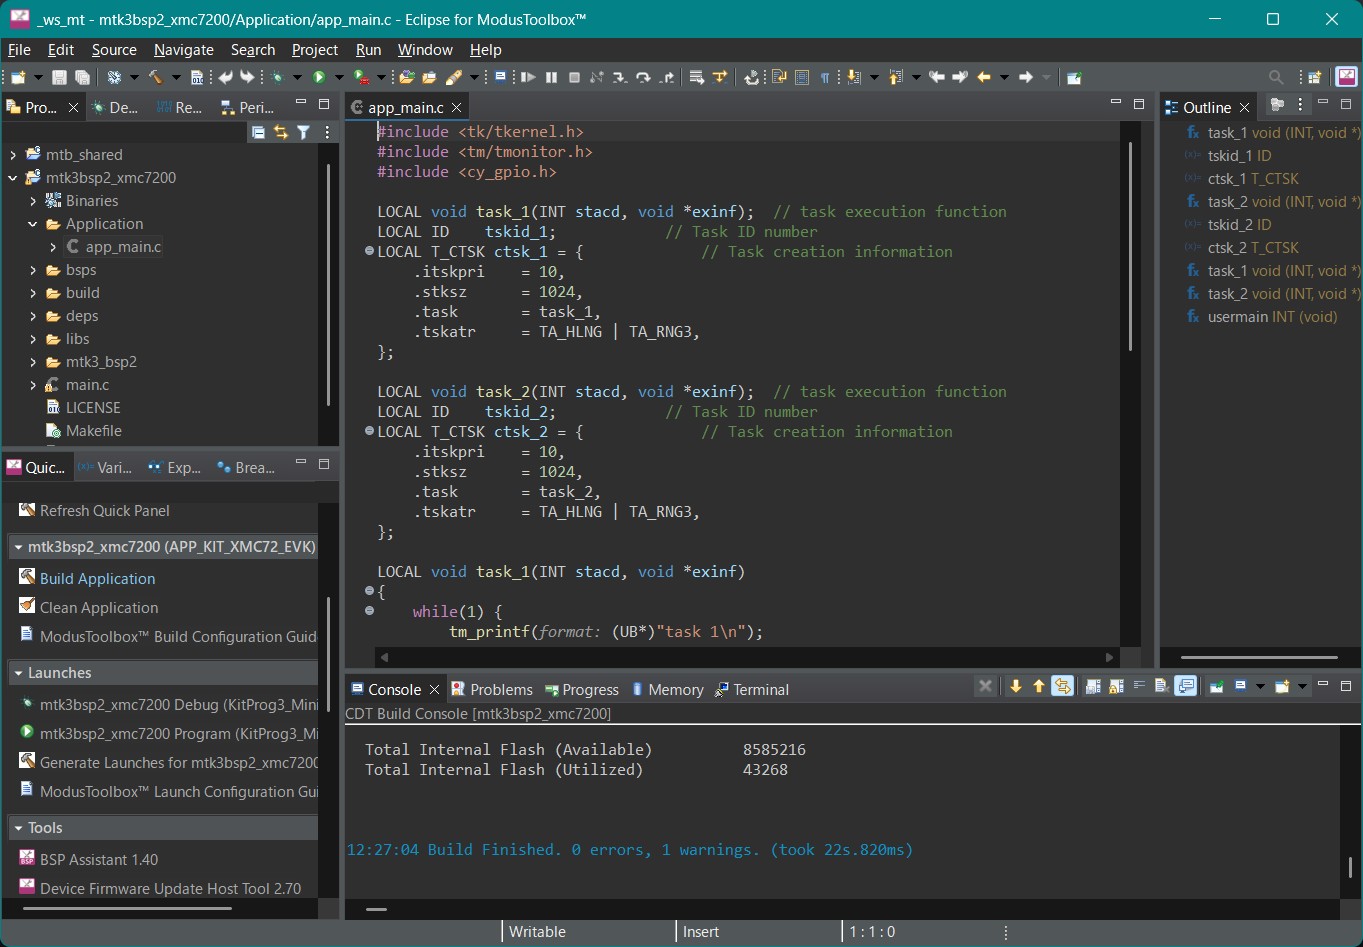 _ws_mt - mtk3bsp2_xmc7200/Application/app_main.c - Eclipse for ModusToolbox™
File Edit Source Navigate Search Project Run Window Help
Pro... De... Re... Peri...
mtb_shared
mtk3bsp2_xmc7200
Binaries
Application
app_main.c
bsps
build
deps
libs
mtk3_bsp2
main.c
LICENSE
Makefile
Quic... Vari... Exp... Brea...
Refresh Quick Panel
mtk3bsp2_xmc7200 (APP_KIT_XMC72_EVK)
Build Application
Clean Application
ModusToolbox™ Build Configuration Guid
Launches
mtk3bsp2_xmc7200 Debug (KitProg3_Mini
mtk3bsp2_xmc7200 Program (KitProg3_Mi
Generate Launches for mtk3bsp2_xmc7200
ModusToolbox™ Launch Configuration Gui
Tools
BSP Assistant 1.40
Device Firmware Update Host Tool 2.70
app_main.c
#include <tk/tkernel.h>
#include <tm/tmonitor.h>
#include <cy_gpio.h>
LOCAL void task_1(INT stacd, void *exinf); // task execution function
LOCAL ID tskid_1; // Task ID number
LOCAL T_CTSK ctsk_1 = { // Task creation information
.itskpri = 10,
.stksz = 1024,
.task = task_1,
.tskatr = TA_HLNG | TA_RNG3,
};
LOCAL void task_2(INT stacd, void *exinf); // task execution function
LOCAL ID tskid_2; // Task ID number
LOCAL T_CTSK ctsk_2 = { // Task creation information
.itskpri = 10,
.stksz = 1024,
.task = task_2,
.tskatr = TA_HLNG | TA_RNG3,
};
LOCAL void task_1(INT stacd, void *exinf)
{
while(1) {
tm_printf(format: (UB*)"task 1\n");
Outline
task_1 void (INT, void *)
tskid_1 ID
ctsk_1 T_CTSK
task_2 void (INT, void *)
tskid_2 ID
ctsk_2 T_CTSK
task_1 void (INT, void *)
task_2 void (INT, void *)
usermain INT (void)
Console Problems Progress Memory Terminal
CDT Build Console [mtk3bsp2_xmc7200]
Total Internal Flash (Available) 8585216
Total Internal Flash (Utilized) 43268
12:27:04 Build Finished. 0 errors, 1 warnings. (took 22s.820ms)
Writable Insert 1 : 1 : 0